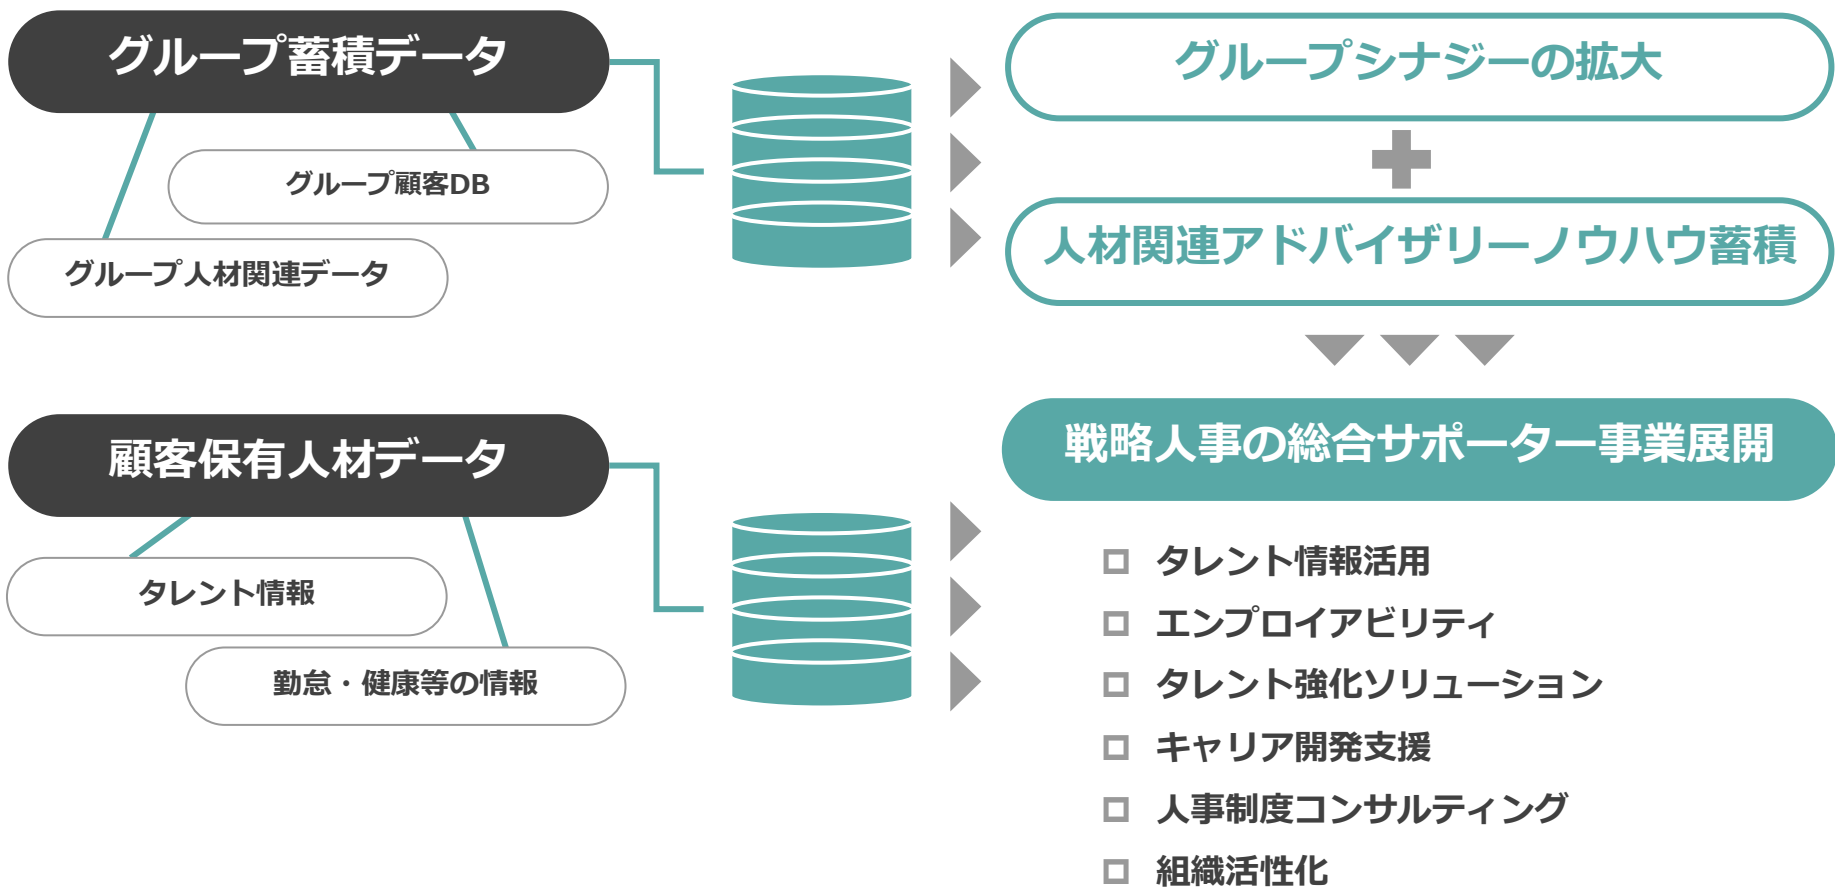 グループ蓄積データ
グループ顧客DB
グループ人材関連データ
グループシナジーの拡大
人材関連アドバイザリーノウハウ蓄積
顧客保有人材データ
タレント情報
勤怠・健康等の情報
戦略人事の総合サポーター事業展開
タレント情報活用
エンプロイアビリティ
タレント強化ソリューション
キャリア開発支援
人事制度コンサルティング
組織活性化